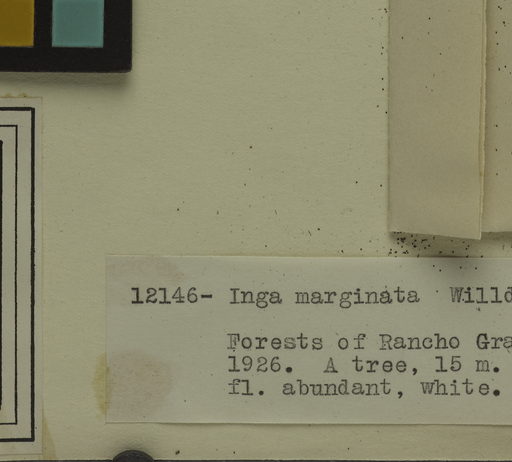 12146- Inga marginata Willd
Forests of Rancho Gra
1926. A tree, 15 m.
fl. abundant, white.